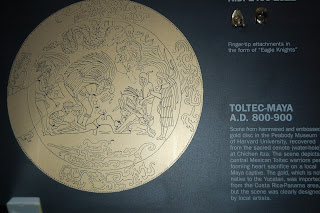 Fingertip attachments in
the form of "Eagle Knights"
TOLTEC-MAYA
A.D. 800-900
Scene from hammered and embossed
gold disc in the Peabody Museum
of Harvard University, recovered
from the sacred cenote (waterhole)
at Chichen Itza. The scene depicts
central Mexican Toltec warriors per-
forming heart sacrifice on a local
Maya captive. The gold, which is not
native to the Yucatan, was imported
from the Costa Rica-Panama area,
but the scene was clearly designed
by local artists.